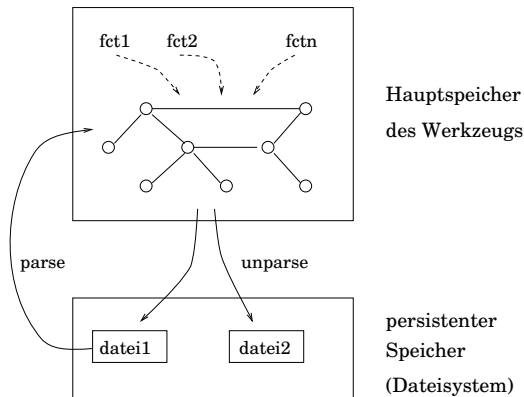 fct1 fct2 fctn
Hauptspeicher
des Werkzeugs
parse unparse
datei1 datei2
persistenter
Speicher
(Dateisystem)